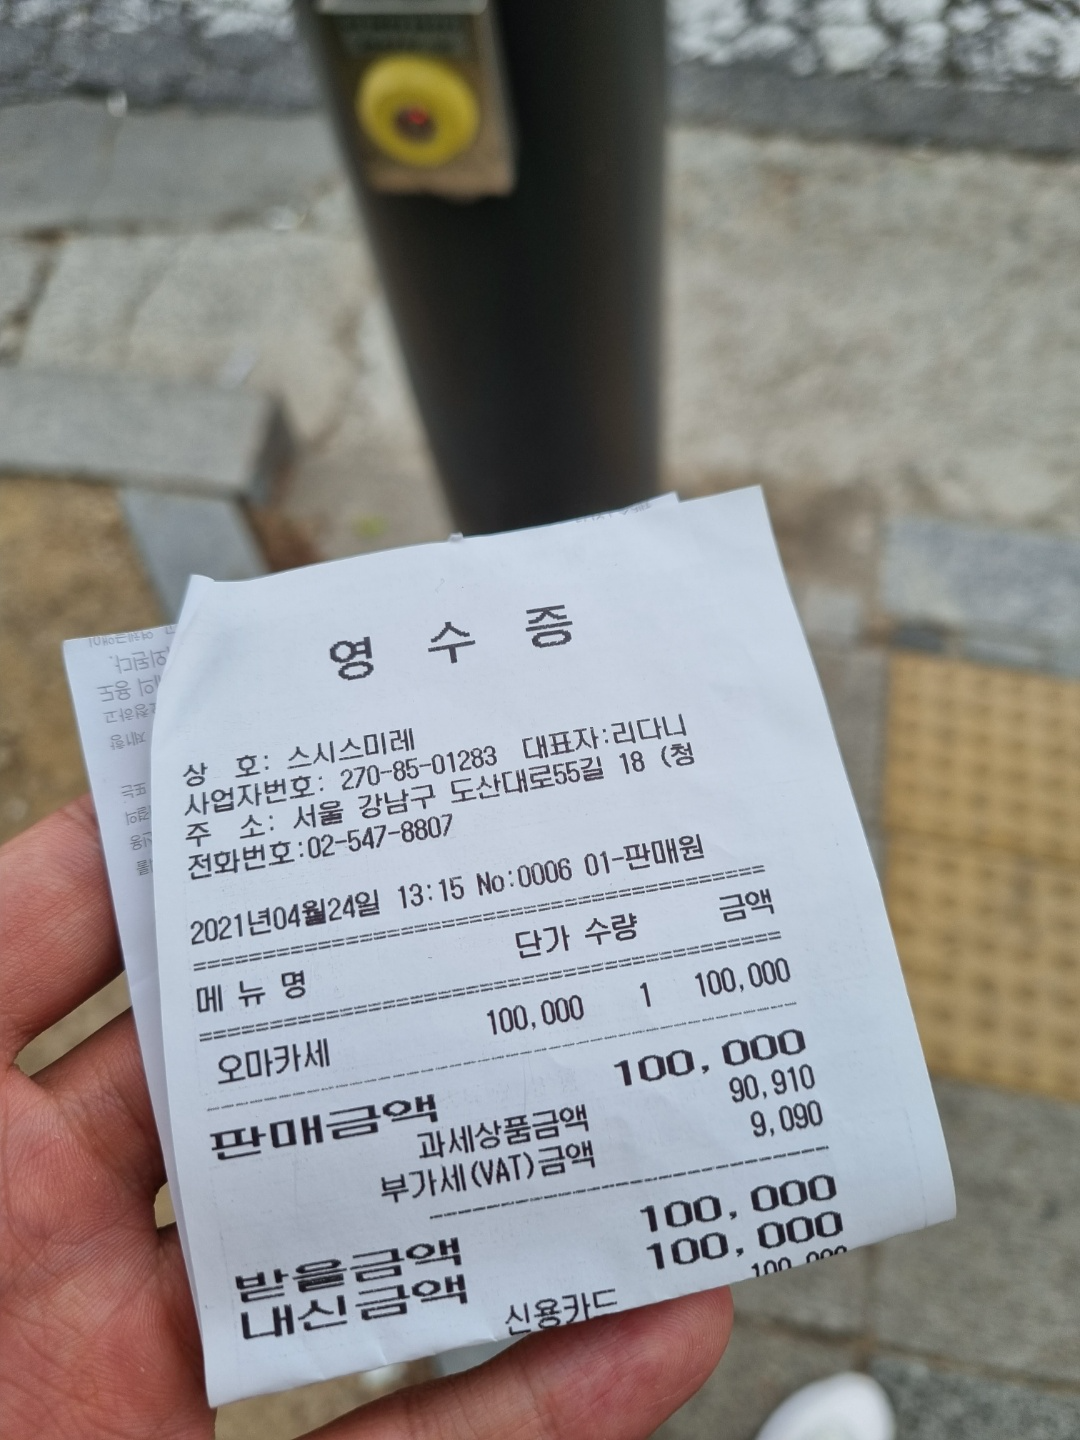 영 수 증
상 호: 스시스미레
사업자번호: 270-85-01283 대표자:리다니
주 소: 서울 강남구 도산대로55길 18 (청
전화번호:02-547-8807
2021년04월24일 13:15 No:0006 01-판매원
메 뉴 명 단가 수량 금액
오마카세 100,000 1 100,000
판매금액 100,000
과세상품금액 90,910
부가세(VAT)금액 9,090
받을금액 100,000
내신금액 100,000
신용카드 100,000